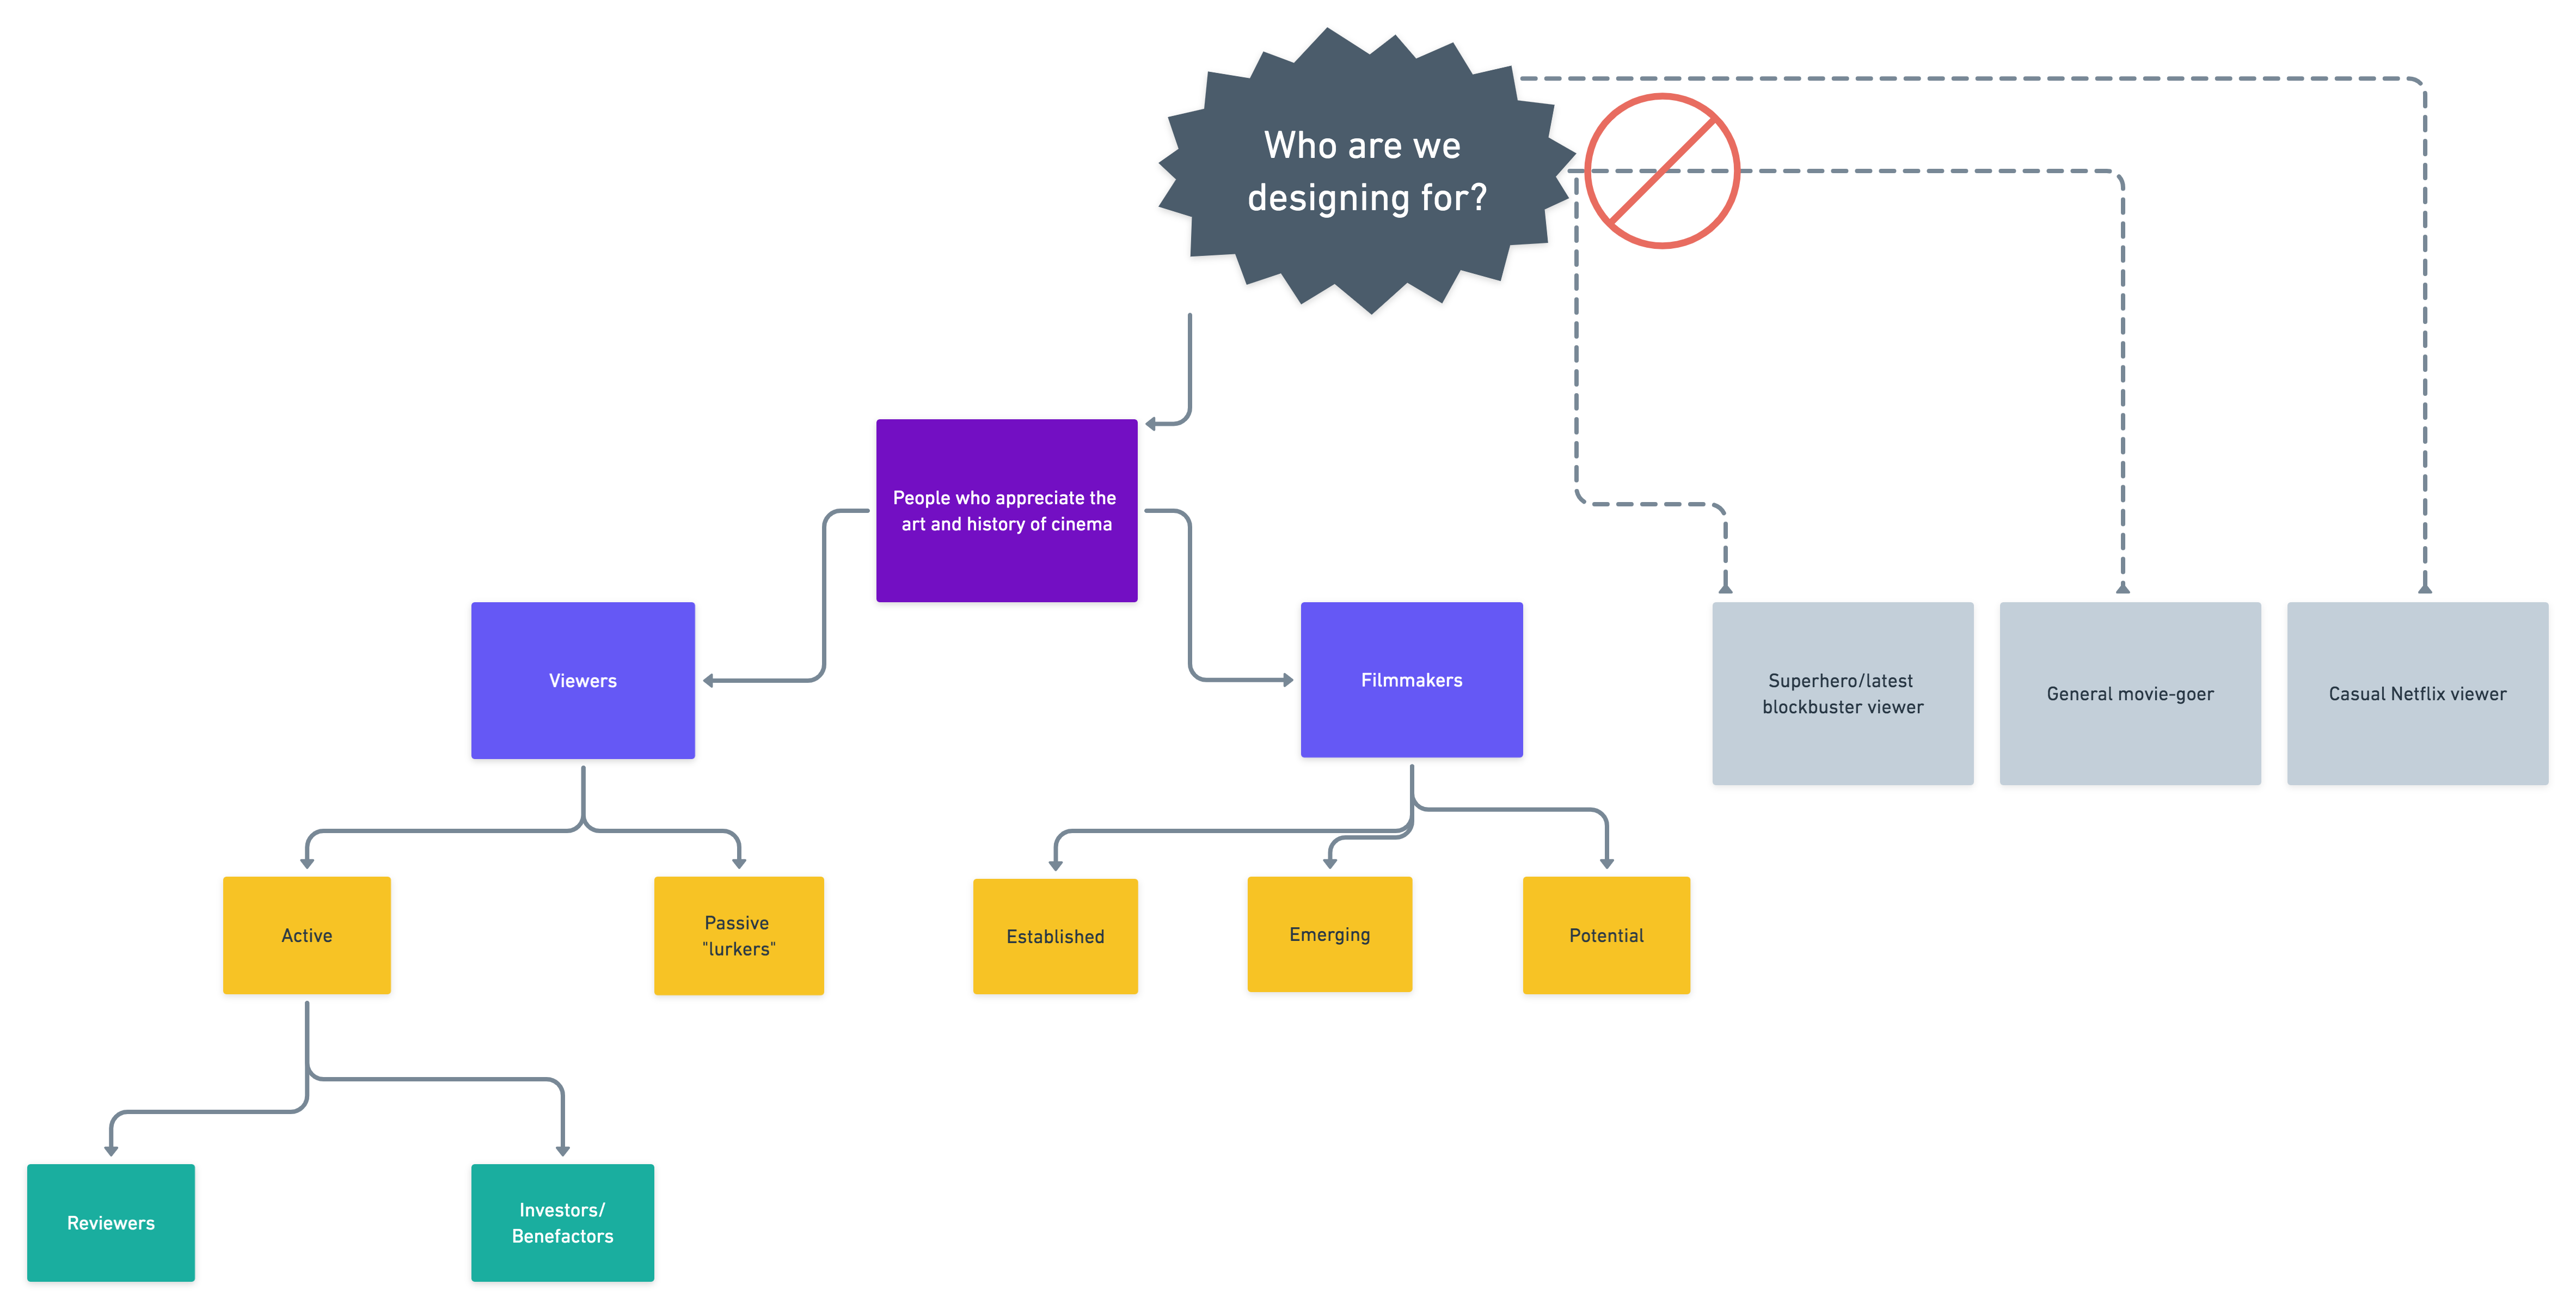 Who are we
designing for?
People who appreciate the
art and history of cinema
Viewers
Filmmakers
Superhero/latest
blockbuster viewer
General movie-goer
Casual Netflix viewer
Active
Passive
"lurkers"
Established
Emerging
Potential
Reviewers
Investors/
Benefactors